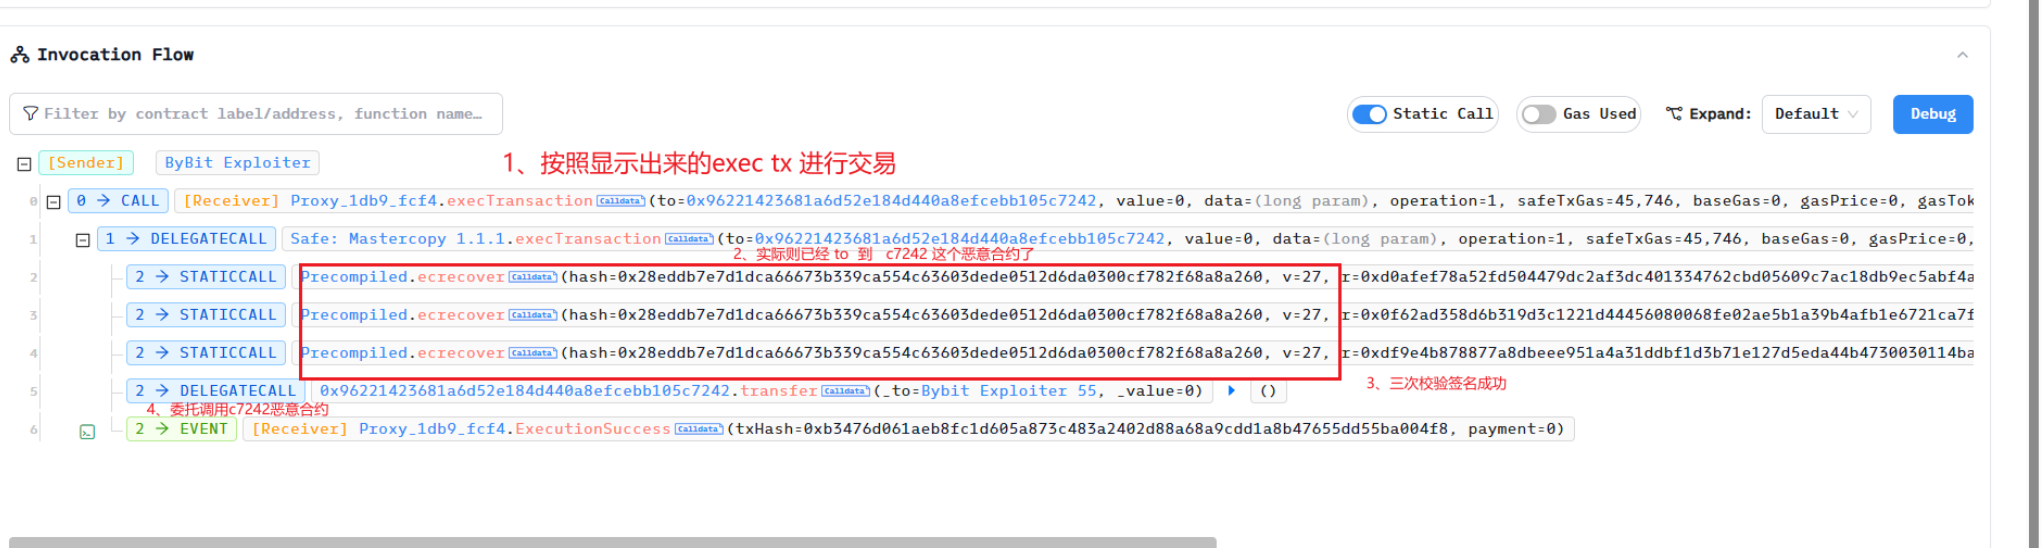 Invocation Flow
Filter by contract label/address, function name… Static Call Gas Used Expand: Default Debug
[Sender] ByBit Exploiter 1、按照显示出来的exec tx 进行交易
0 0 → CALL [Receiver] Proxy_1db9_fcf4.execTransaction Calldata (to=0x96221423681a6d52e184d440a8efcebb105c7242, value=0, data=(long param), operation=1, safeTxGas=45,746, baseGas=0, gasPrice=0, gasTok
1 1 → DELEGATECALL Safe: Mastercopy 1.1.1.execTransaction Calldata (to=0x96221423681a6d52e184d440a8efcebb105c7242, value=0, data=(long param), operation=1, safeTxGas=45,746, baseGas=0, gasPrice=0,
2、实际则已经 to 到 c7242 这个恶意合约了
2 2 → STATICCALL Precompiled.ecrecover Calldata (hash=0x28eddb7e7d1dca66673b339ca554c63603dede0512d6da0300cf782f68a8a260, v=27, r=0xd0afef78a52fd504479dc2af3dc401334762cbd05609c7ac18db9ec5abf4a
3 2 → STATICCALL Precompiled.ecrecover Calldata (hash=0x28eddb7e7d1dca66673b339ca554c63603dede0512d6da0300cf782f68a8a260, v=27, r=0x0f62ad358d6b319d3c1221d44456080068fe02ae5b1a39b4afb1e6721ca7f
4 2 → STATICCALL Precompiled.ecrecover Calldata (hash=0x28eddb7e7d1dca66673b339ca554c63603dede0512d6da0300cf782f68a8a260, v=27, r=0xdf9e4b878877a8dbeee951a4a31ddbf1d3b71e127d5eda44b4730030114ba
5 2 → DELEGATECALL 0x96221423681a6d52e184d440a8efcebb105c7242.transfer Calldata (_to=Bybit Exploiter 55, _value=0) ▶ () 3、三次校验签名成功
4、委托调用c7242恶意合约
6 2 → EVENT [Receiver] Proxy_1db9_fcf4.ExecutionSuccess Calldata (txHash=0xb3476d061aeb8fc1d605a873c483a2402d88a68a9cdd1a8b47655dd55ba004f8, payment=0)